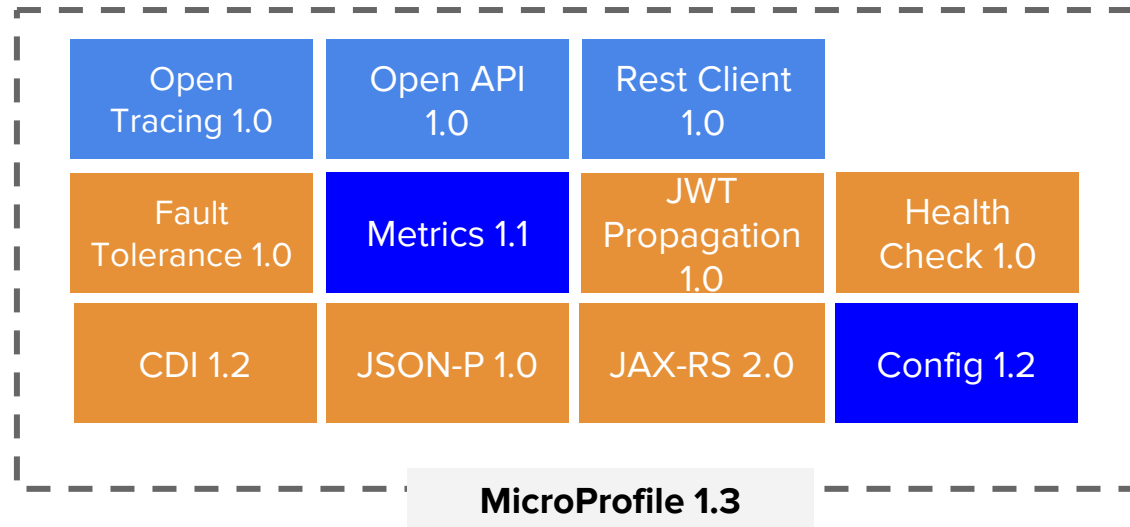 Open
Tracing 1.0
Open API
1.0
Rest Client
1.0
Fault
Tolerance 1.0
Metrics 1.1
JWT
Propagation
1.0
Health
Check 1.0
CDI 1.2
JSON-P 1.0
JAX-RS 2.0
Config 1.2
MicroProfile 1.3